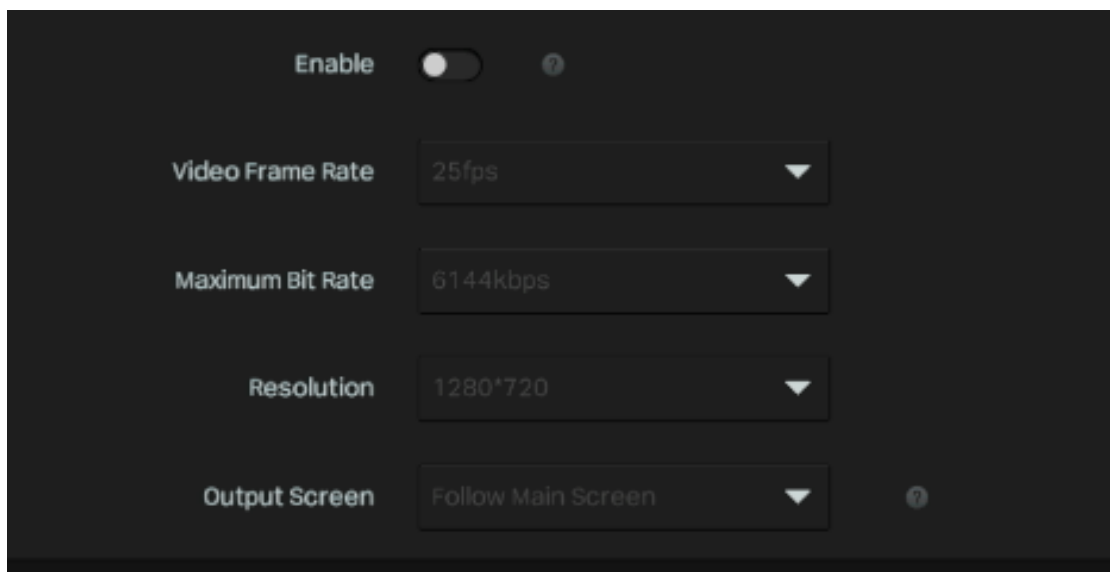 Enable
Video Frame Rate 25fps
Maximum Bit Rate 6144kbps
Resolution 1280*720
Output Screen Follow Main Screen